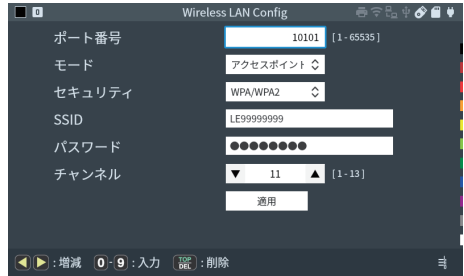 0 Wireless LAN Config
ポート番号 10101 [1-65535]
モード アクセスポイント
セキュリティ WPA/WPA2
SSID LE99999999
パスワード ●●●●●●●●
チャンネル ▼ 11 ▲ [1-13]
適用
◀ ▶ :増減 0-9 :入力 TOP DEL :削除